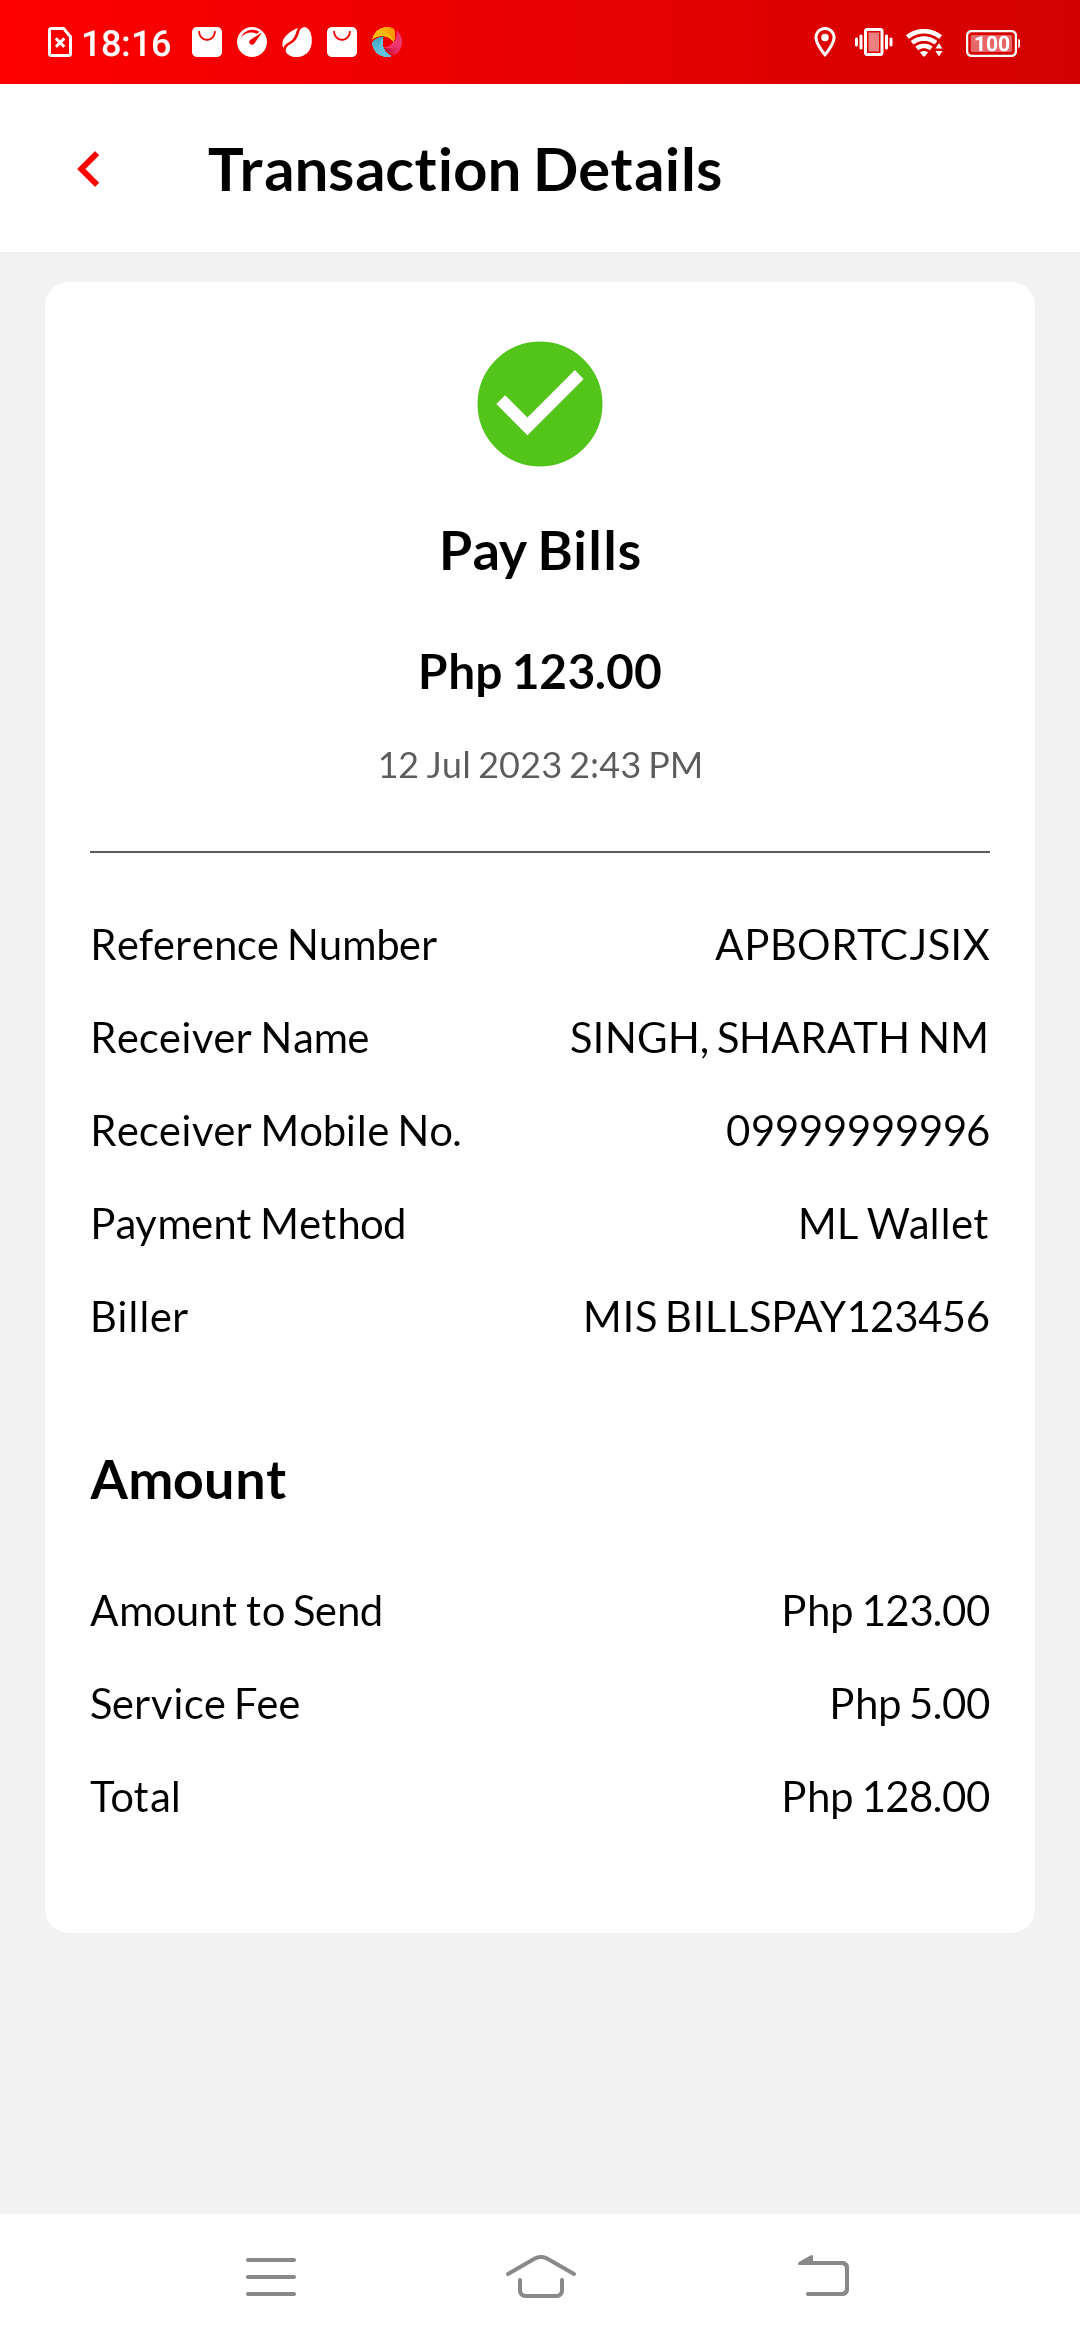 18:16
100
Transaction Details
Pay Bills
Php 123.00
12 Jul 2023 2:43 PM
Reference Number APBORTCJSIX
Receiver Name SINGH, SHARATH NM
Receiver Mobile No. 09999999996
Payment Method ML Wallet
Biller MIS BILLSPAY123456
Amount
Amount to Send Php 123.00
Service Fee Php 5.00
Total Php 128.00